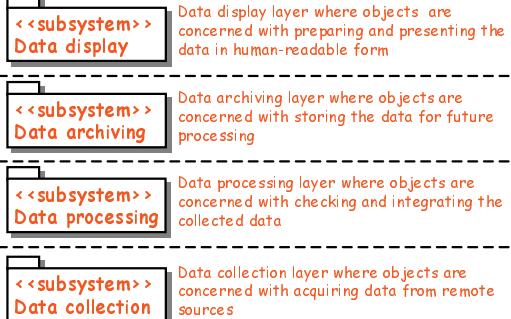 <<subsystem>>
Data display
Data display layer where objects are
concerned with preparing and presenting the
data in human-readable form
<<subsystem>>
Data archiving
Data archiving layer where objects are
concerned with storing the data for future
processing
<<subsystem>>
Data processing
Data processing layer where objects are
concerned with checking and integrating the
collected data
<<subsystem>>
Data collection
Data collection layer where objects are
concerned with acquiring data from remote
sources